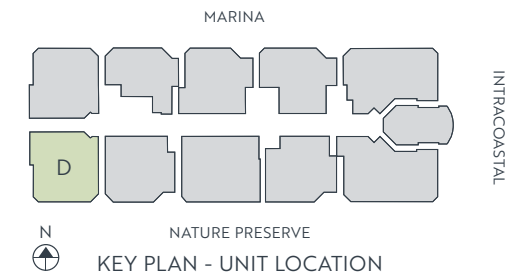 MARINA
INTRACOASTAL
D
N
NATURE PRESERVE
KEY PLAN - UNIT LOCATION